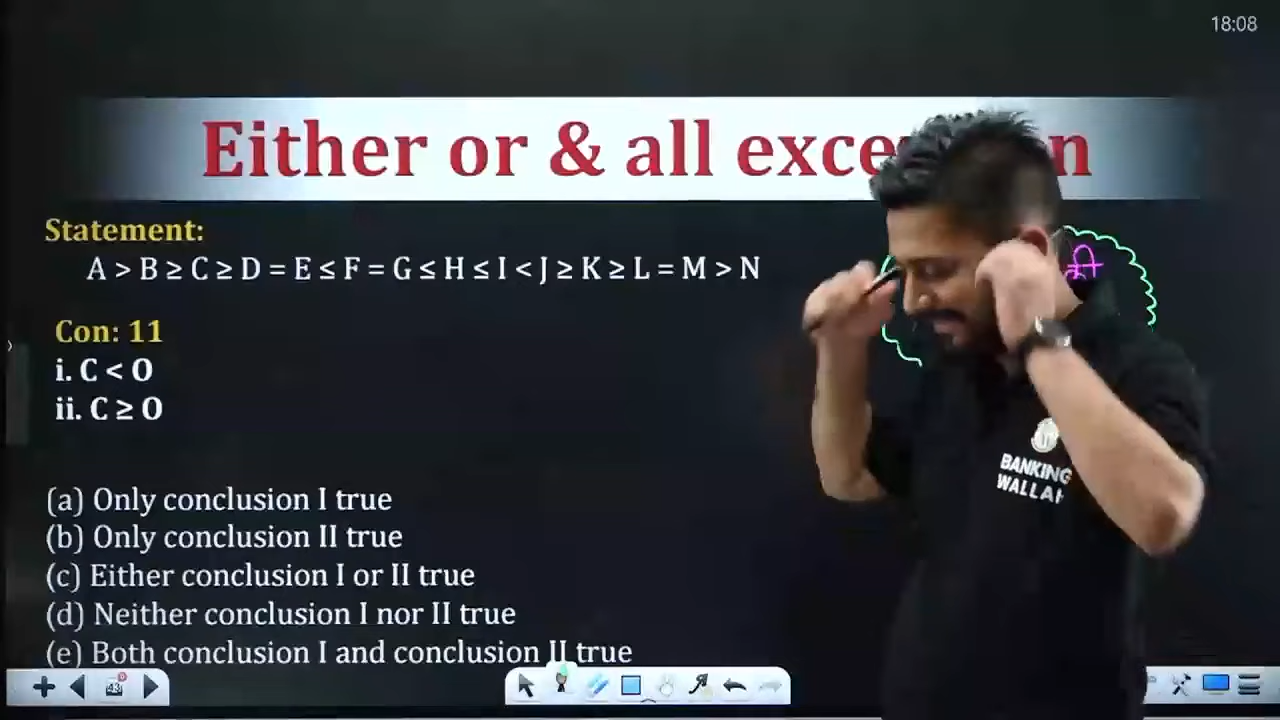 18:08
Either or & all
Statement:
A > B ≥ C ≥ D = E ≤ F = G ≤ H ≤ I < J ≥ K ≥ L = M > N
Con: 11
i. C < O
ii. C ≥ O
BANKING
WALLAH
(a) Only conclusion I true
(b) Only conclusion II true
(c) Either conclusion I or II true
(d) Neither conclusion I nor II true
(e) Both conclusion I and conclusion II true
43